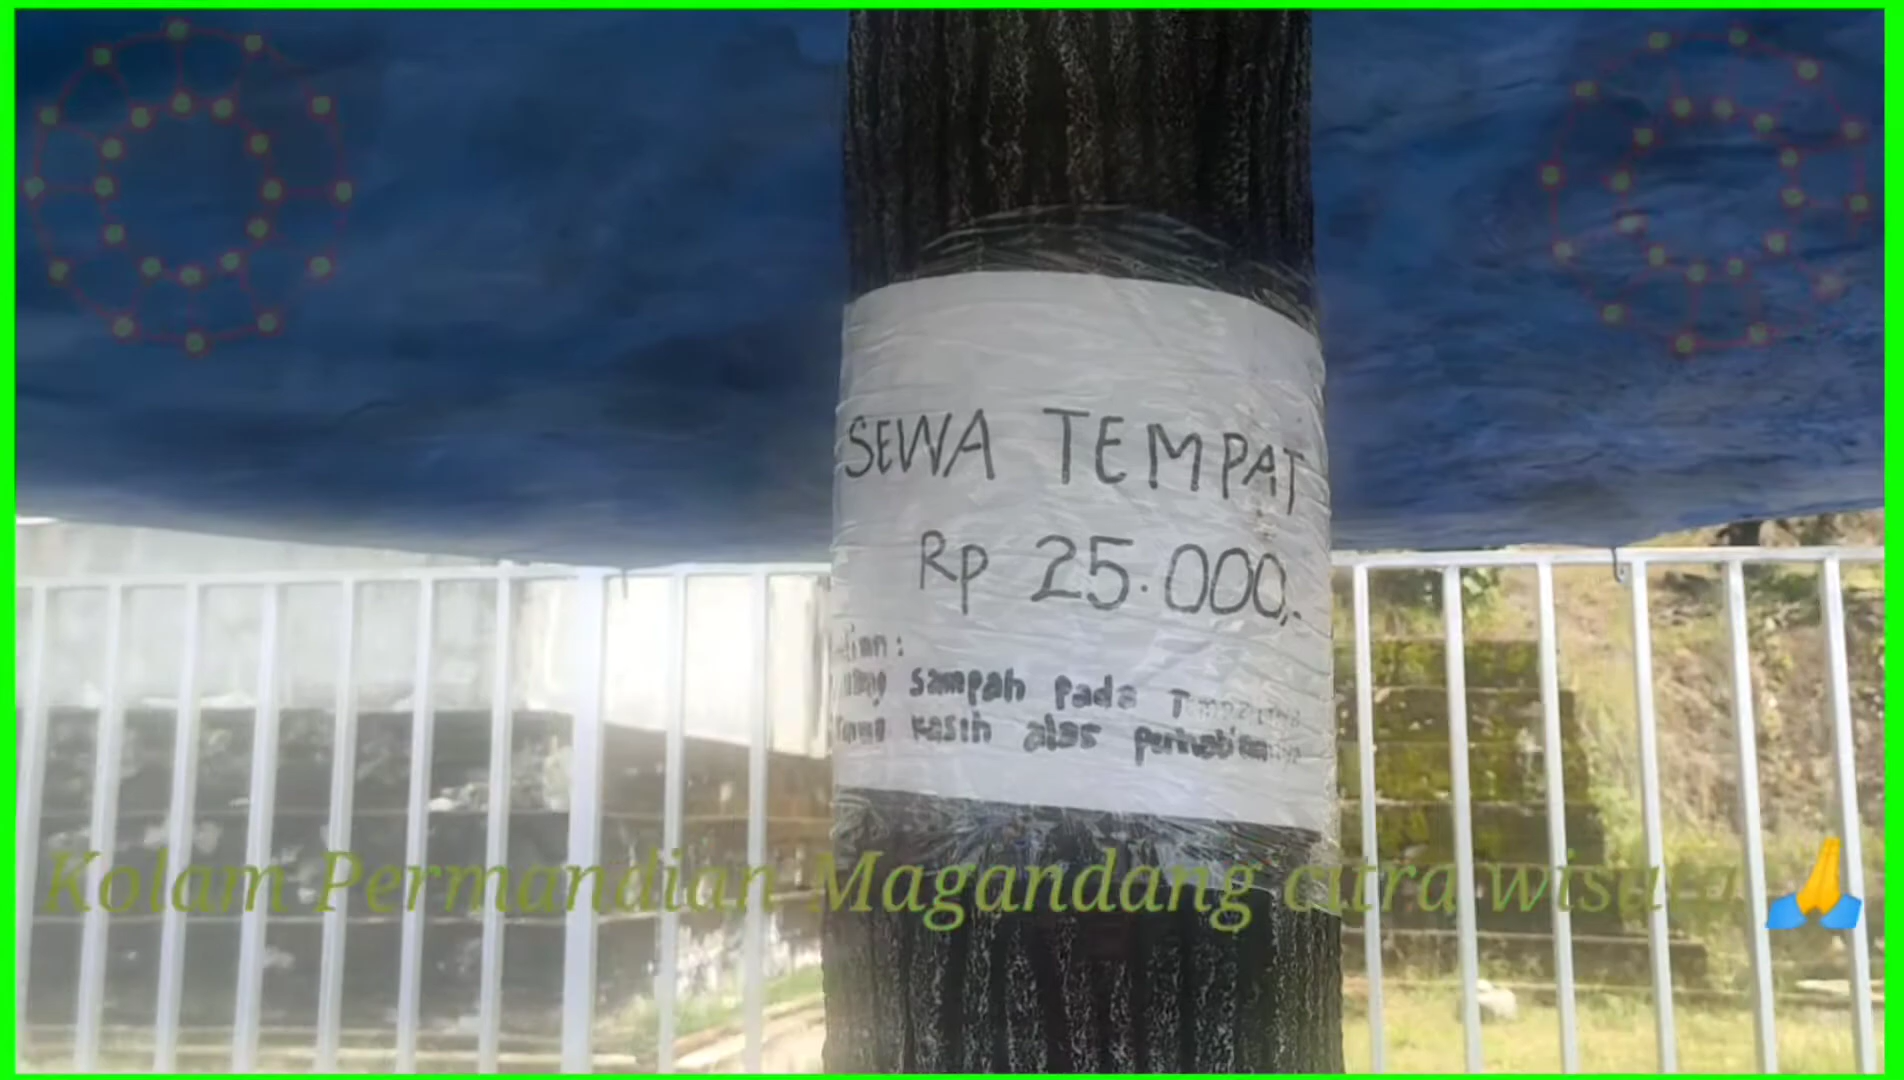 SEWA TEMPAT
Rp 25.000,-
sampah pada
kasih atas
Kolam Permandian Magandang citra wisata 🙏